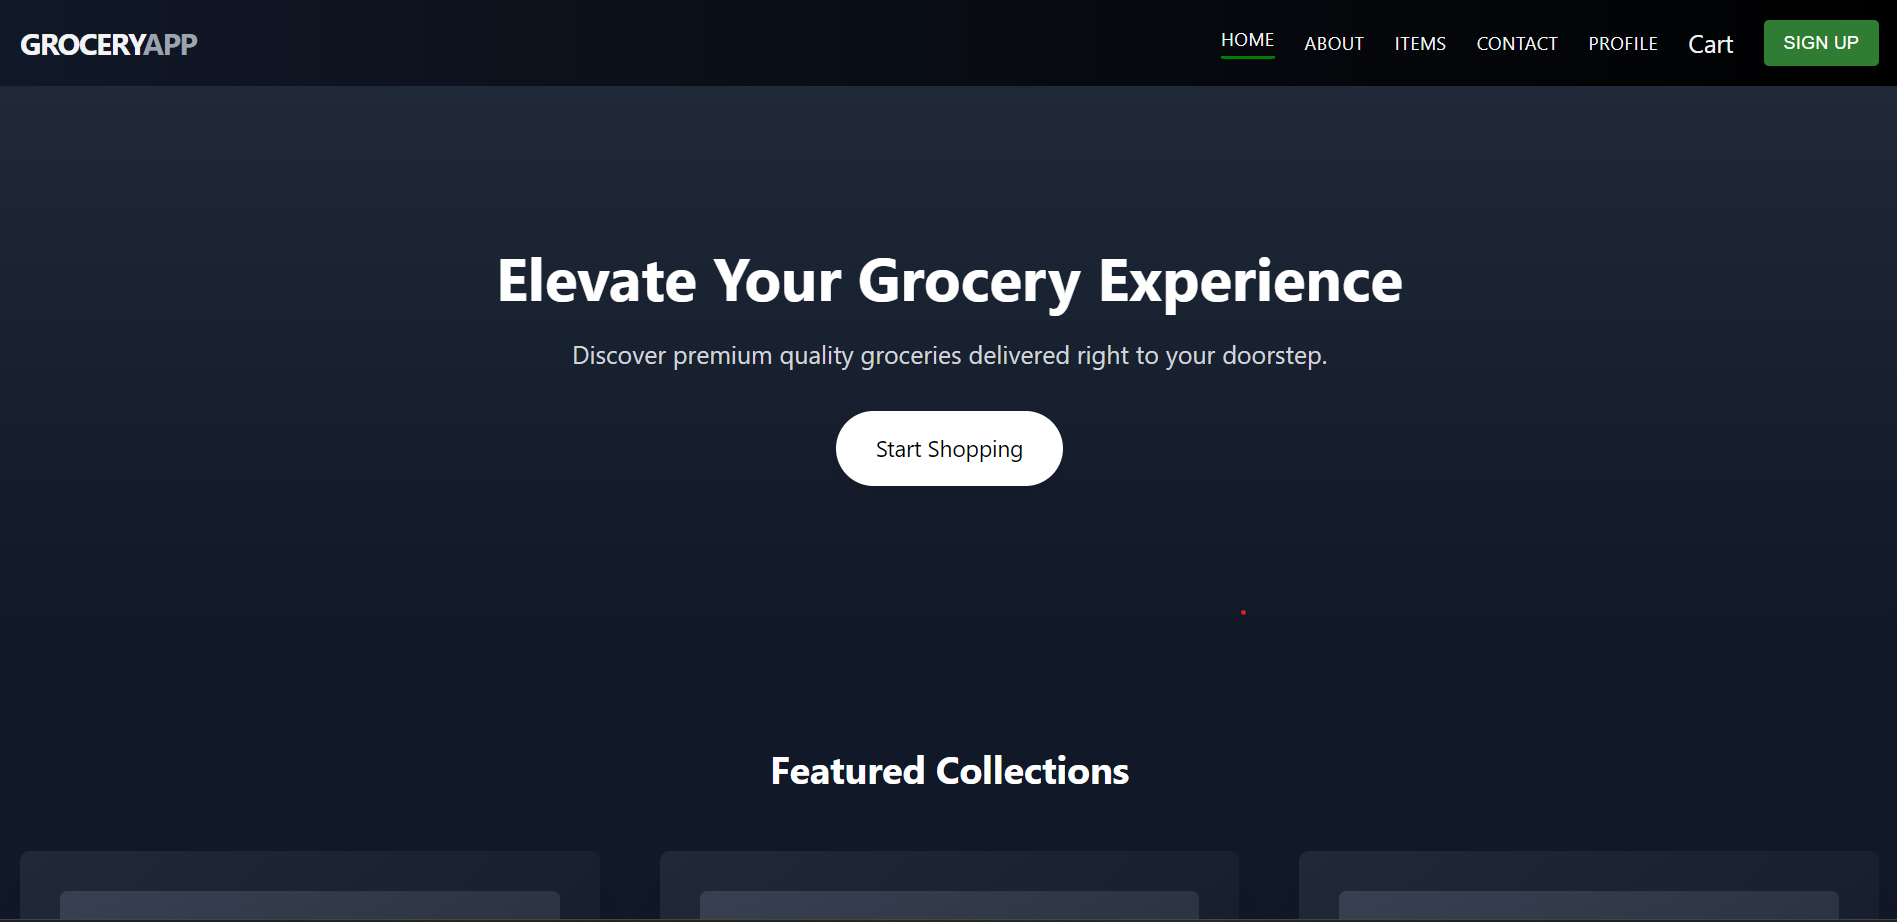 GROCERYAPP
HOME ABOUT ITEMS CONTACT PROFILE Cart SIGN UP
Elevate Your Grocery Experience
Discover premium quality groceries delivered right to your doorstep.
Start Shopping
Featured Collections